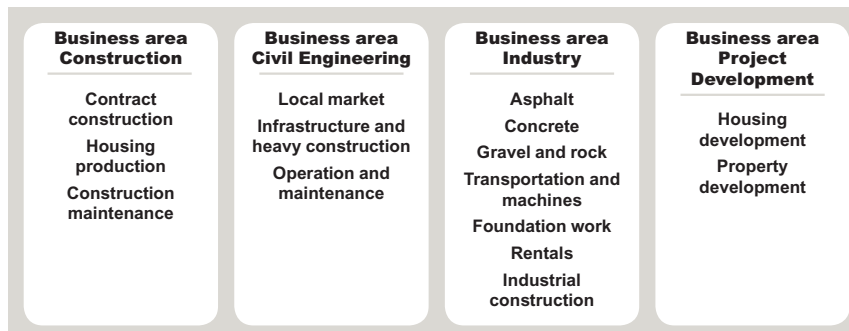 Business area
Construction
Contract
construction
Housing
production
Construction
maintenance
Business area
Civil Engineering
Local market
Infrastructure and
heavy construction
Operation and
maintenance
Business area
Industry
Asphalt
Concrete
Gravel and rock
Transportation and
machines
Foundation work
Rentals
Industrial
construction
Business area
Project
Development
Housing
development
Property
development